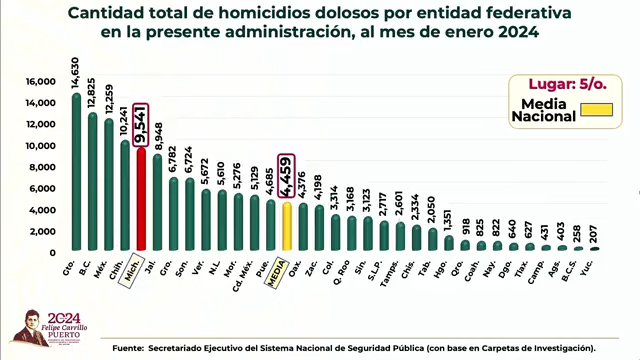 Cantidad total de homicidios dolosos por entidad federativa
en la presente administración, al mes de enero 2024
Lugar: 5/o.
Media
Nacional
16,000
14,000
12,000
10,000
8,000
6,000
4,000
2,000
0
14,630
12,825
12,259
10,241
9,541
8,948
6,782
6,724
5,672
5,610
5,276
5,129
4,685
4,459
4,376
4,198
3,314
3,168
3,123
2,717
2,601
2,334
2,050
1,351
918
825
822
640
627
431
403
258
207
Gto.
B.C.
Méx.
Chih.
Mich.
Jal.
Gro.
Son.
Ver.
N.L
Mor.
Cd. Méx.
Pue.
MEDIA
Oax.
Zac.
Col.
Q. Roo
Sin.
S.L.P.
Tamps.
Chis.
Tab.
Hgo.
Qro.
Coah.
Nay.
Dgo.
Tlax.
Camp.
Ags.
B.C.S.
Yuc.
2024
Felipe Carrillo
PUERTO
Fuente: Secretariado Ejecutivo del Sistema Nacional de Seguridad Pública (con base en Carpetas de Investigación).